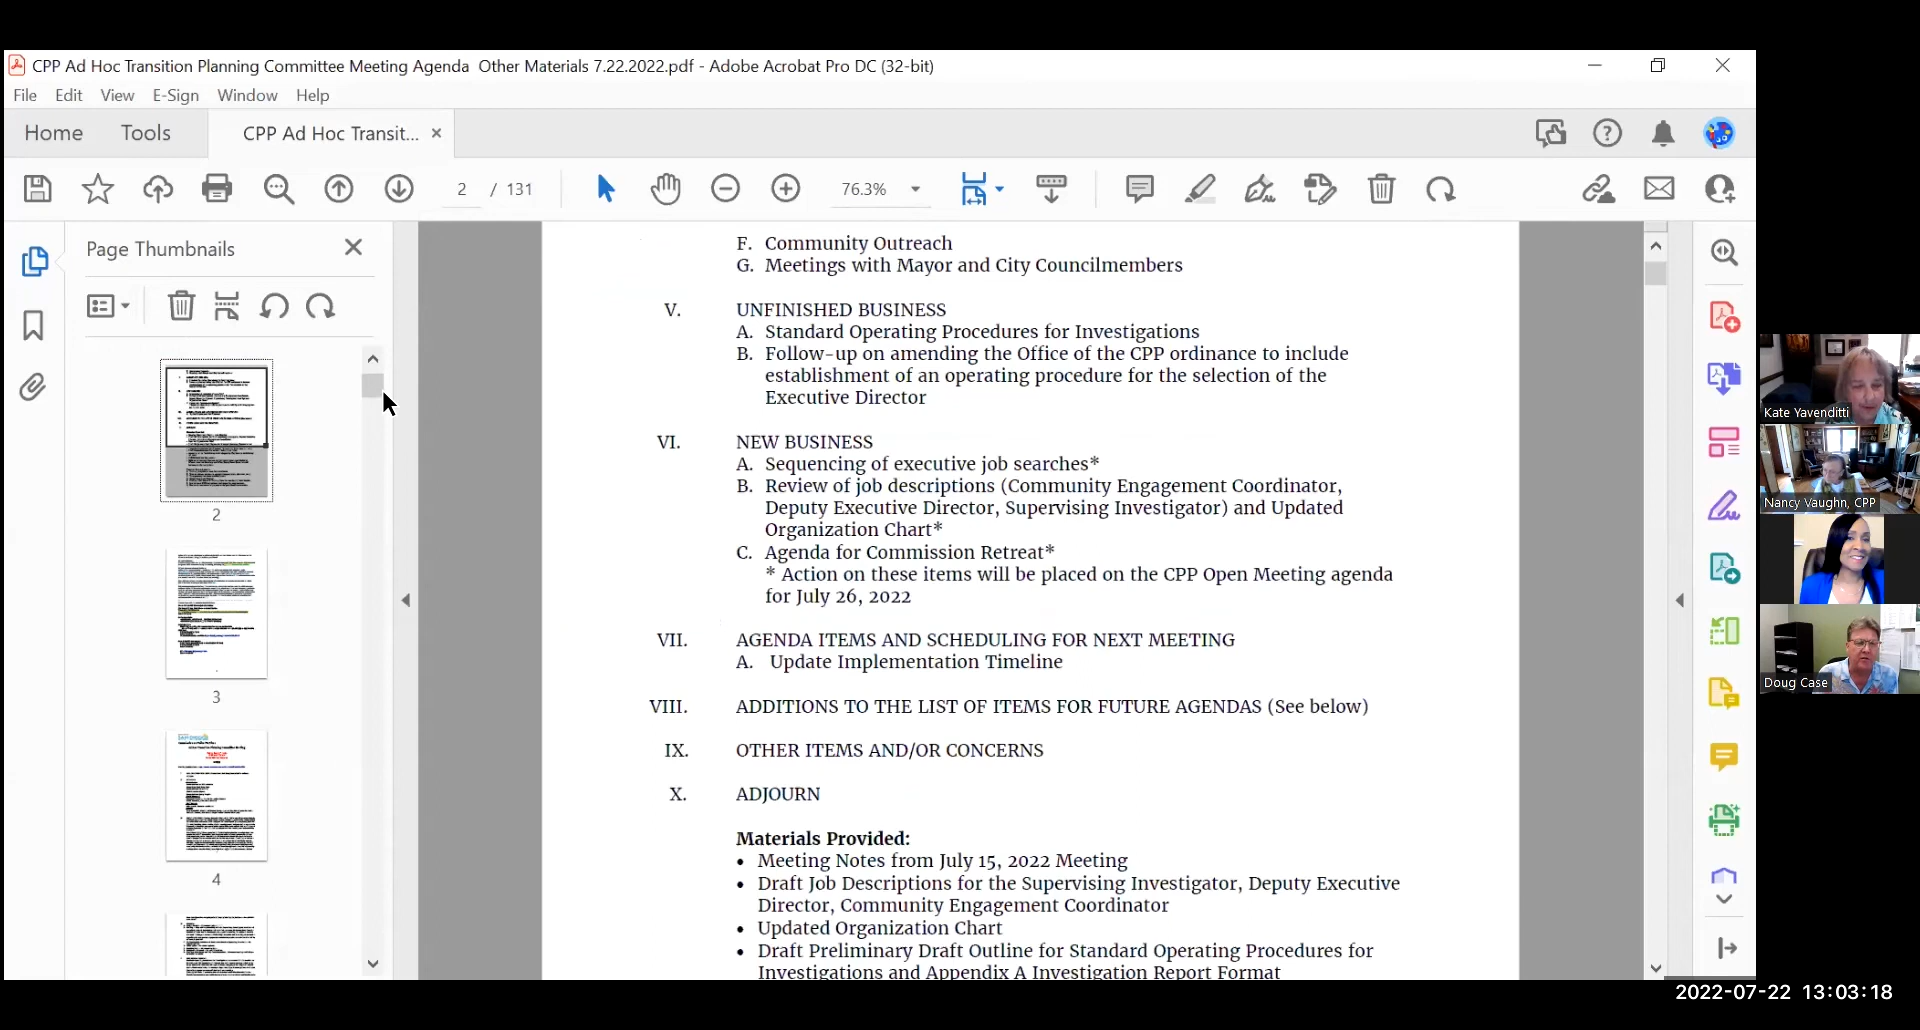 CPP Ad Hoc Transition Planning Committee Meeting Agenda  Other Materials 7.22.2022.pdf - Adobe Acrobat Pro DC (32-bit)
File Edit View E-Sign Window Help
Home Tools CPP Ad Hoc Transit... ×
2 / 131 76.3%
Page Thumbnails
2
3
4
F. Community Outreach
G. Meetings with Mayor and City Councilmembers
V. UNFINISHED BUSINESS
A. Standard Operating Procedures for Investigations
B. Follow-up on amending the Office of the CPP ordinance to include
establishment of an operating procedure for the selection of the
Executive Director
VI. NEW BUSINESS
A. Sequencing of executive job searches*
B. Review of job descriptions (Community Engagement Coordinator,
Deputy Executive Director, Supervising Investigator) and Updated
Organization Chart*
C. Agenda for Commission Retreat*
* Action on these items will be placed on the CPP Open Meeting agenda
for July 26, 2022
VII. AGENDA ITEMS AND SCHEDULING FOR NEXT MEETING
A. Update Implementation Timeline
VIII. ADDITIONS TO THE LIST OF ITEMS FOR FUTURE AGENDAS (See below)
IX. OTHER ITEMS AND/OR CONCERNS
X. ADJOURN
Materials Provided:
• Meeting Notes from July 15, 2022 Meeting
• Draft Job Descriptions for the Supervising Investigator, Deputy Executive
Director, Community Engagement Coordinator
• Updated Organization Chart
• Draft Preliminary Draft Outline for Standard Operating Procedures for
Investigations and Appendix A Investigation Report Format
Kate Yavenditti
Nancy Vaughn, CPP
Doug Case
2022-07-22 13:03:18